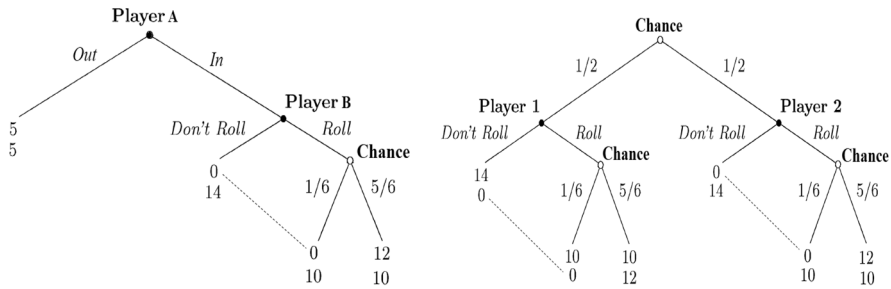 Player A
Out
In
5
5
Player B
Don't Roll
Roll
Chance
0
14
1/6
5/6
0
10
12
10
Chance
1/2
1/2
Player 1
Don't Roll
Roll
Chance
14
0
1/6
5/6
10
0
10
12
Player 2
Don't Roll
Roll
Chance
0
14
1/6
5/6
0
10
12
10